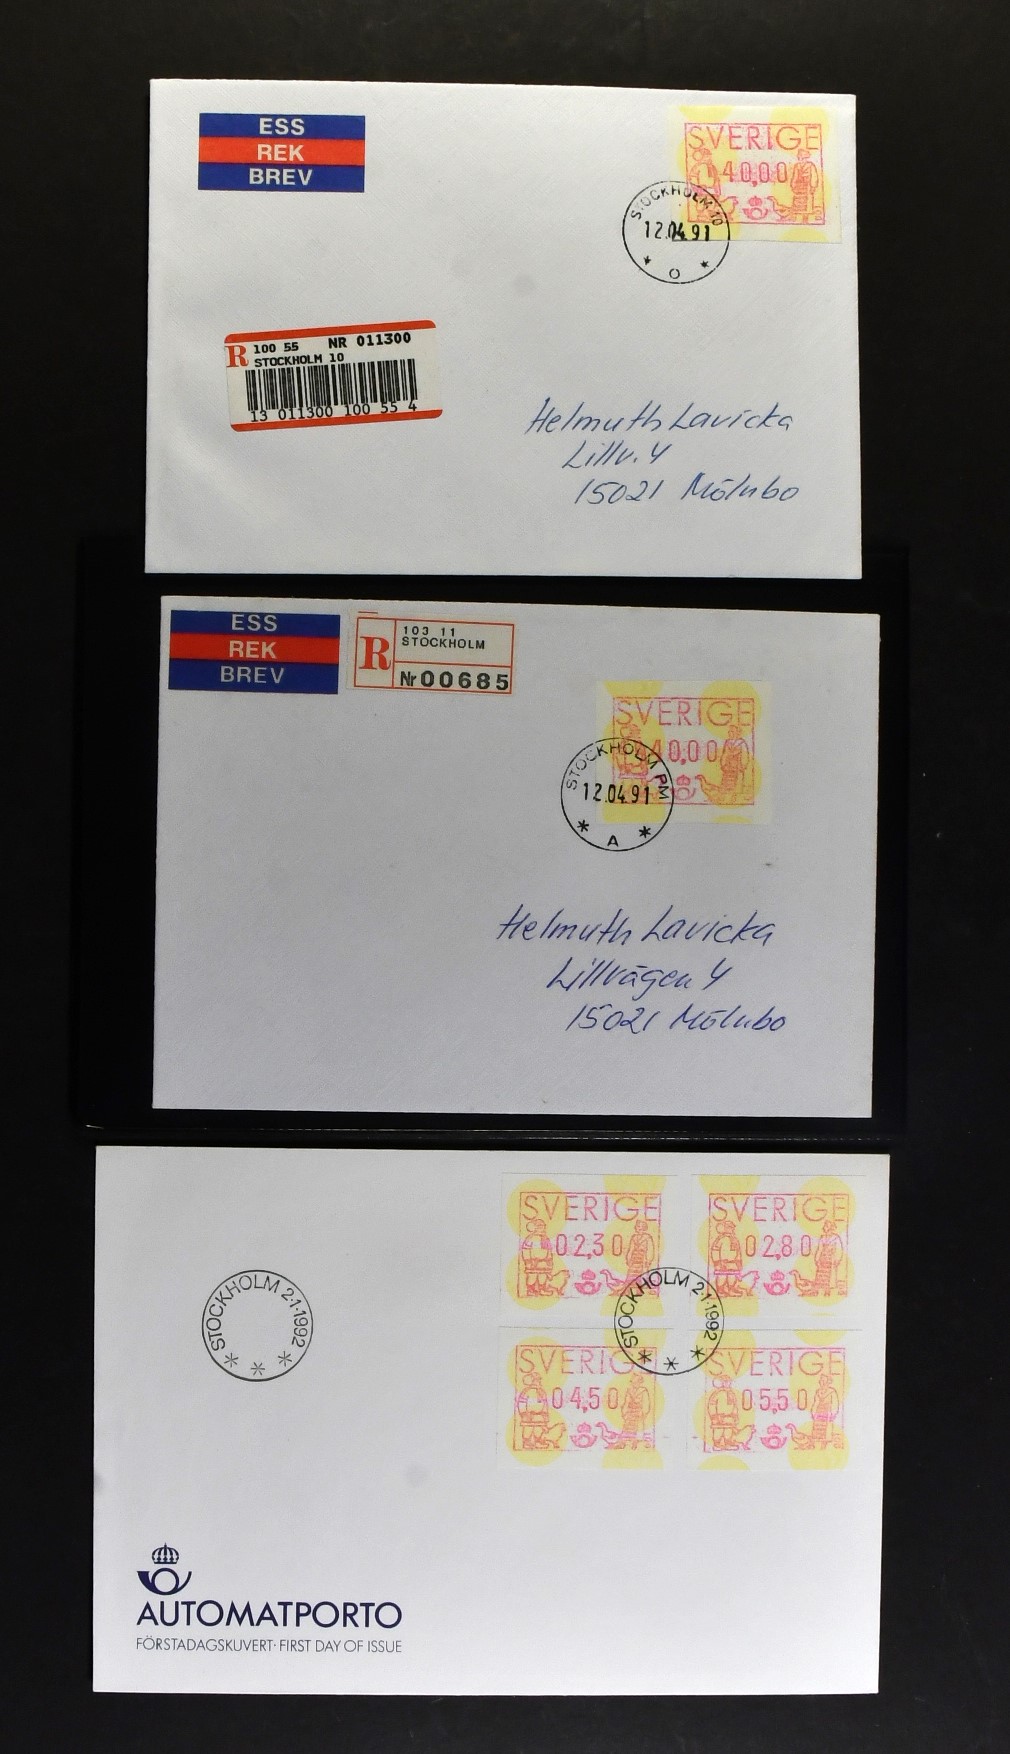 ESS
REK
BREV
SVERIGE
40,00
STOCKHOLM 10
12.04.91
O
R 100 55 NR 011300
STOCKHOLM 10
13 011300 100 55 4
Helmuth Lavicka
Lillv. 4
15021 Mölnbo
ESS
REK
BREV
R
103 11
STOCKHOLM
Nr 00685
SVERIGE
40,00
STOCKHOLM PM
12.04.91
* A *
Helmuth Lavicka
Lillvägen 4
15021 Mölnbo
SVERIGE
02,30
SVERIGE
02,80
STOCKHOLM 2·1·1992
* * *
STOCKHOLM 2·1·1992
* * *
SVERIGE
04,50
SVERIGE
05,50
AUTOMATPORTO
FÖRSTADAGSKUVERT · FIRST DAY OF ISSUE